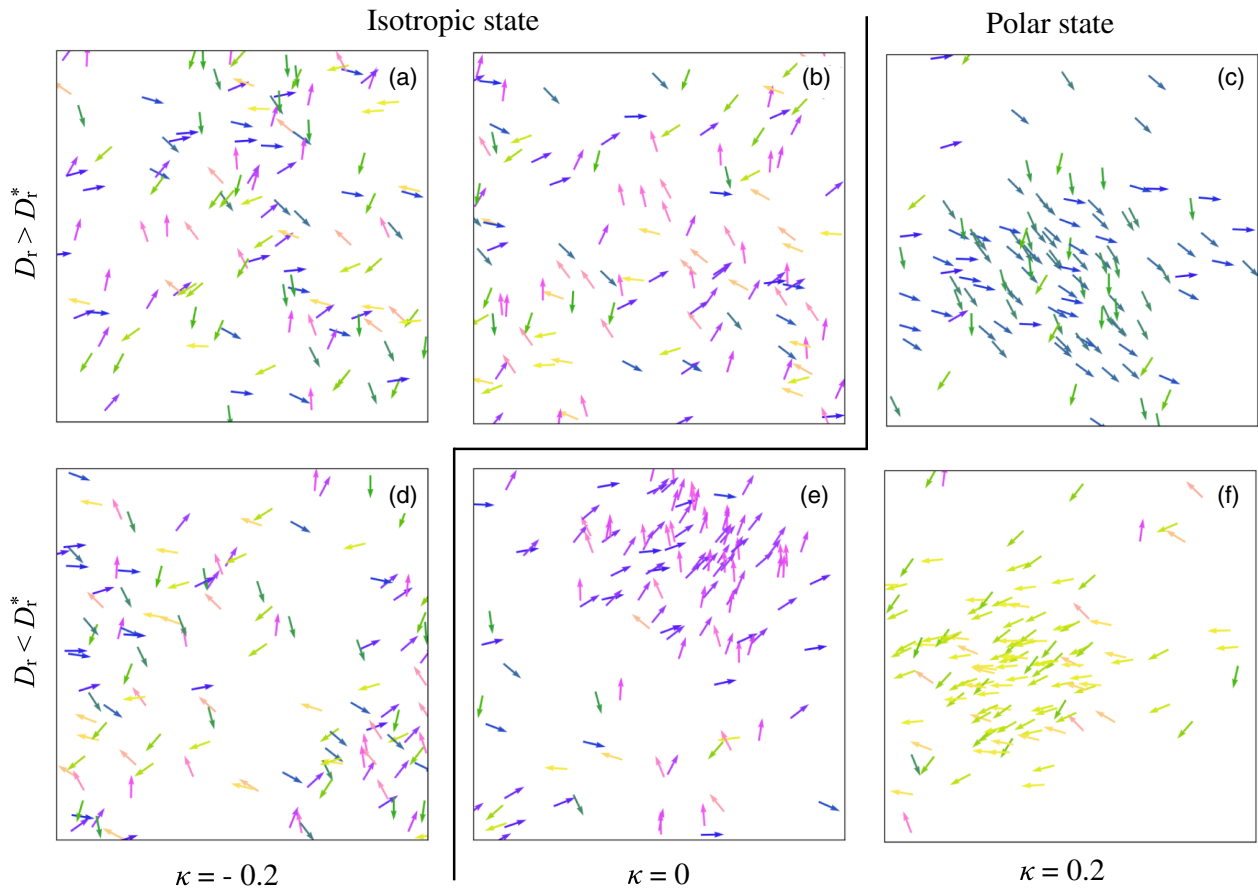 Isotropic state
Polar state
(a)
(b)
(c)
D_r > D_r^*
(d)
(e)
(f)
D_r < D_r^*
κ = - 0.2
κ = 0
κ = 0.2